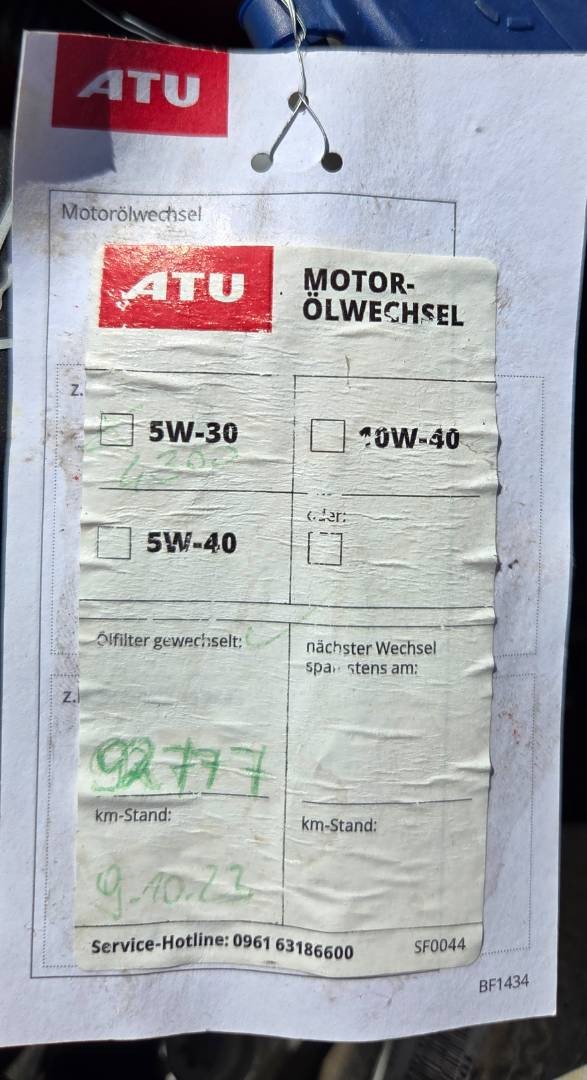 ATU
Motorölwechsel
ATU
MOTOR-
ÖLWECHSEL
z.
5W-30
10W-40
5W-40
oder:
Ölfilter gewechselt:
nächster Wechsel
spätestens am:
z.
92777
km-Stand:
km-Stand:
9.10.23
Service-Hotline: 0961 63186600
SF0044
BF1434